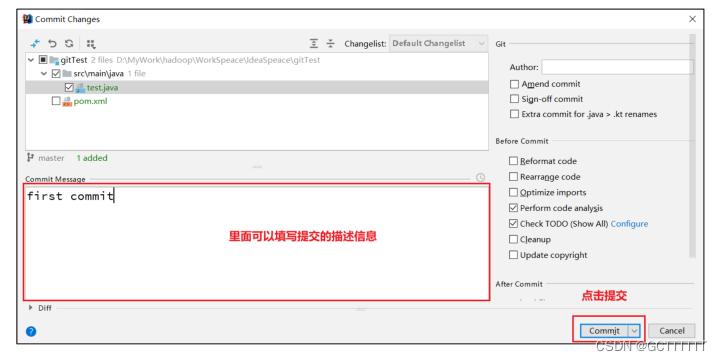 Commit Changes
Changelist: Default Changelist
gitTest 2 files D:\MyWork\hadoop\WorkSpeace\IdeaSpeace\gitTest
src\main\java 1 file
test.java
pom.xml
master 1 added
Commit Message
first commit
里面可以填写提交的描述信息
Diff
Git
Author:
Amend commit
Sign-off commit
Extra commit for .java > .kt renames
Before Commit
Reformat code
Rearrange code
Optimize imports
Perform code analysis
Check TODO (Show All) Configure
Cleanup
Update copyright
After Commit
点击提交
Commit
Cancel